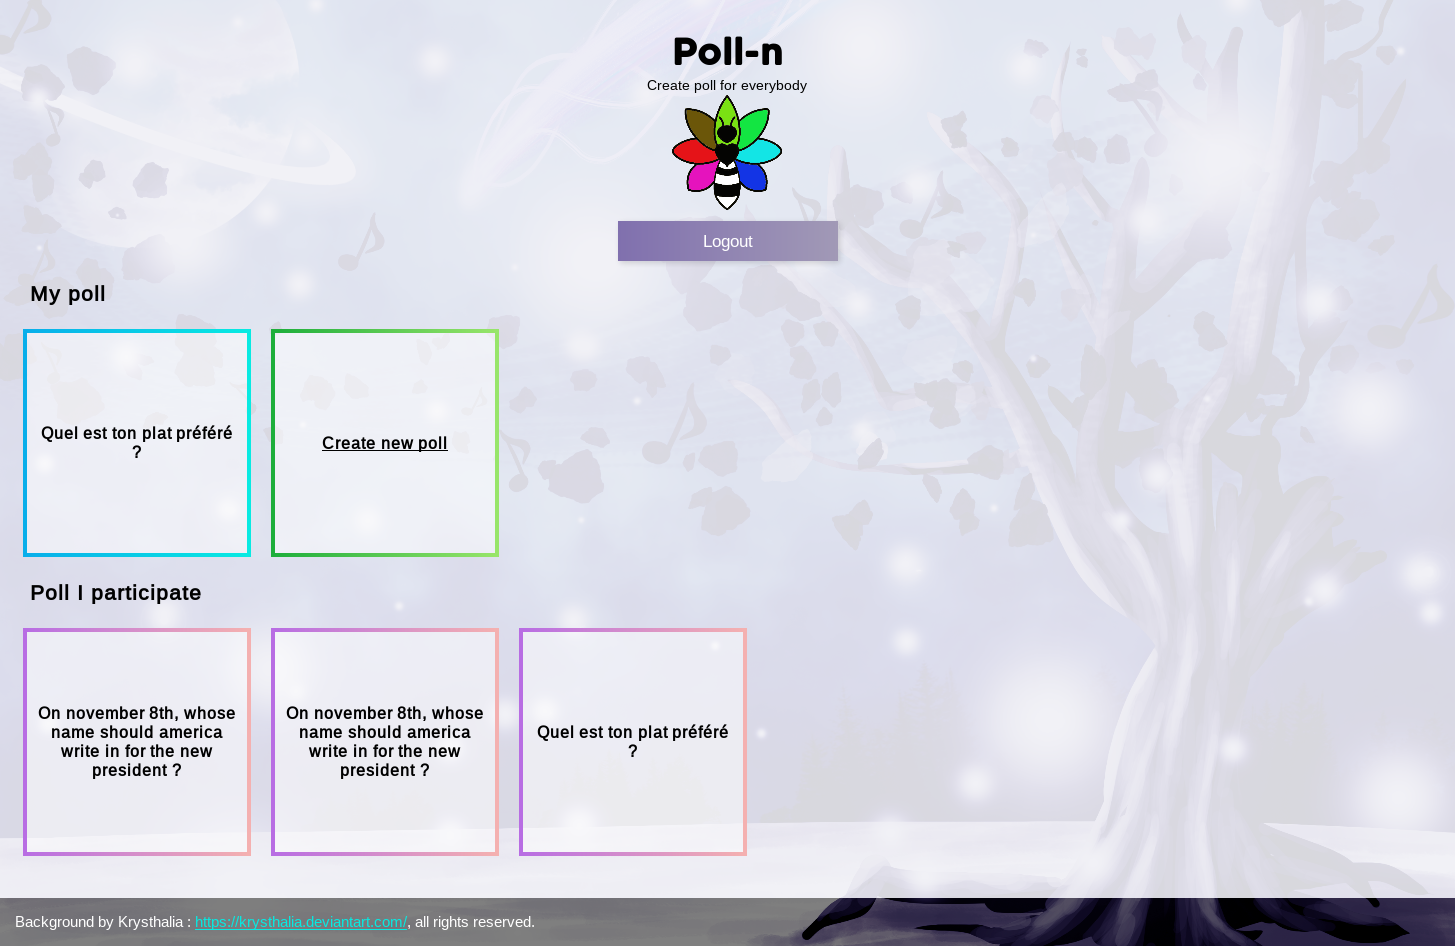 Poll-n
Create poll for everybody
Logout
My poll
Quel est ton plat préféré
?
Create new poll
Poll I participate
On november 8th, whose
name should america
write in for the new
president ?
On november 8th, whose
name should america
write in for the new
president ?
Quel est ton plat préféré
?
Background by Krysthalia : https://krysthalia.deviantart.com/, all rights reserved.